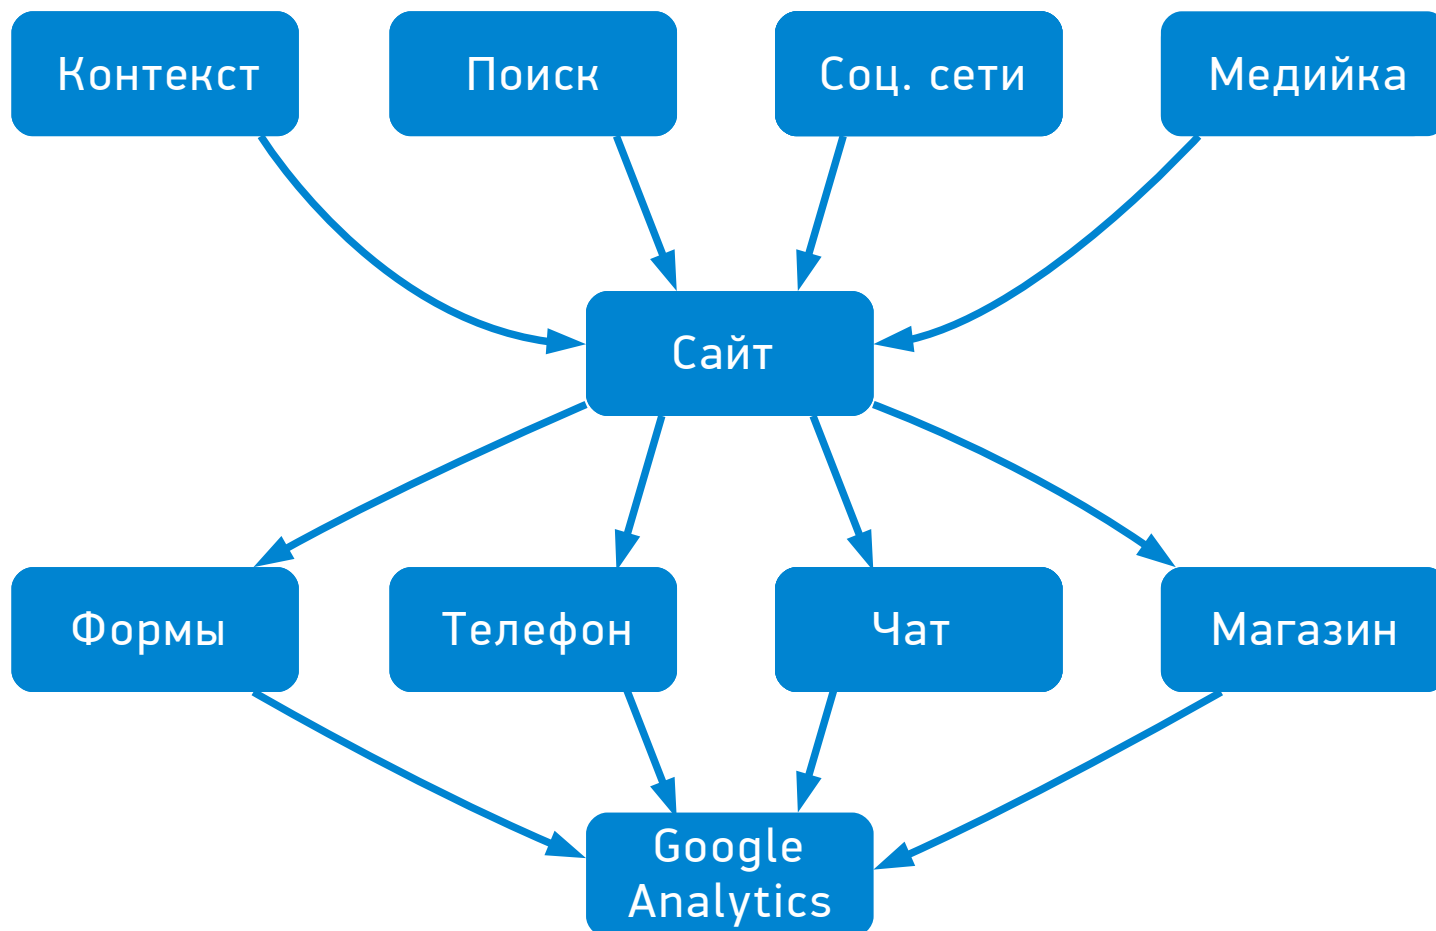 Контекст
Поиск
Соц. сети
Медийка
Сайт
Формы
Телефон
Чат
Магазин
Google
Analytics